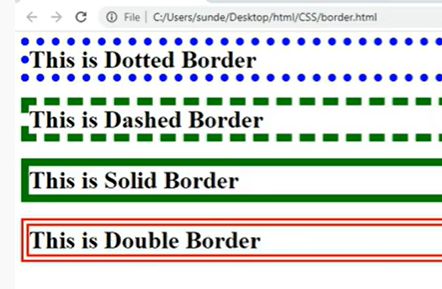 File | C:/Users/sunde/Desktop/html/CSS/border.html
This is Dotted Border
This is Dashed Border
This is Solid Border
This is Double Border